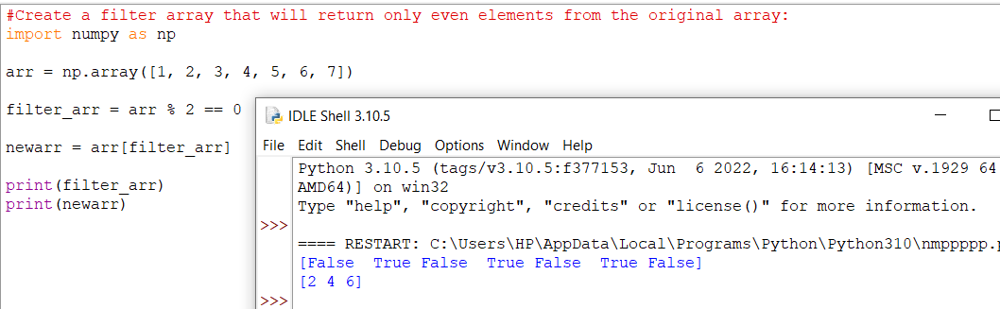 #Create a filter array that will return only even elements from the original array:
import numpy as np
arr = np.array([1, 2, 3, 4, 5, 6, 7])
filter_arr = arr % 2 == 0
newarr = arr[filter_arr]
print(filter_arr)
print(newarr)
IDLE Shell 3.10.5
File Edit Shell Debug Options Window Help
Python 3.10.5 (tags/v3.10.5:f377153, Jun  6 2022, 16:14:13) [MSC v.1929 64
AMD64)] on win32
Type "help", "copyright", "credits" or "license()" for more information.
>>>
==== RESTART: C:\Users\HP\AppData\Local\Programs\Python\Python310\nmppppp.p
[False  True False  True False  True False]
[2 4 6]
>>>